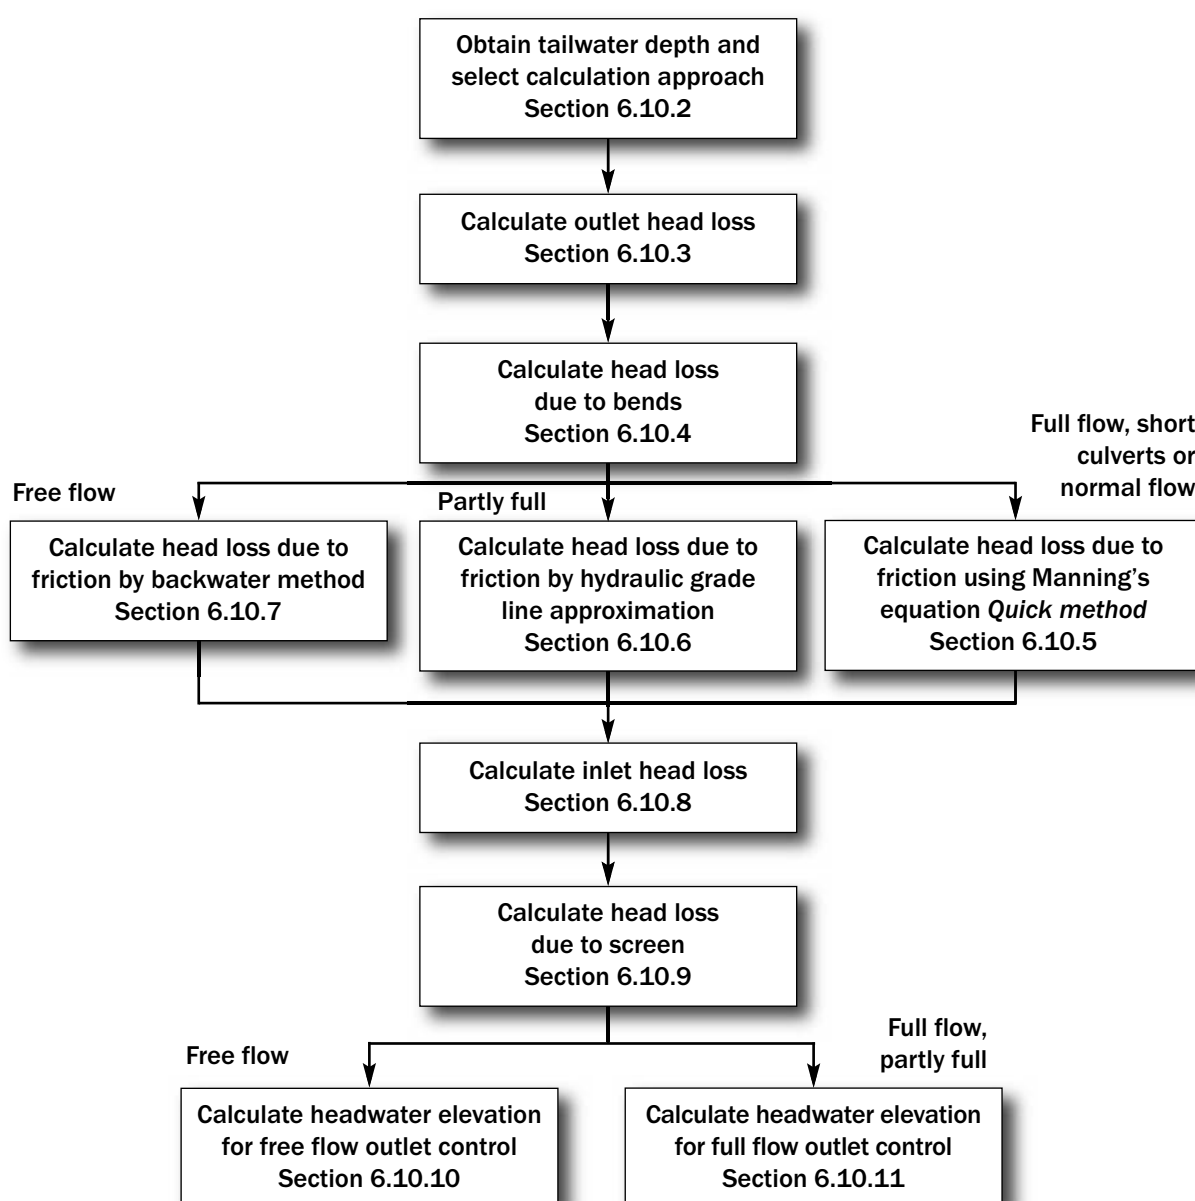 Obtain tailwater depth and
select calculation approach
Section 6.10.2
Calculate outlet head loss
Section 6.10.3
Calculate head loss
due to bends
Section 6.10.4
Free flow
Partly full
Full flow, short
culverts or
normal flow
Calculate head loss due to
friction by backwater method
Section 6.10.7
Calculate head loss due to
friction by hydraulic grade
line approximation
Section 6.10.6
Calculate head loss due to
friction using Manning's
equation Quick method
Section 6.10.5
Calculate inlet head loss
Section 6.10.8
Calculate head loss
due to screen
Section 6.10.9
Free flow
Full flow,
partly full
Calculate headwater elevation
for free flow outlet control
Section 6.10.10
Calculate headwater elevation
for full flow outlet control
Section 6.10.11